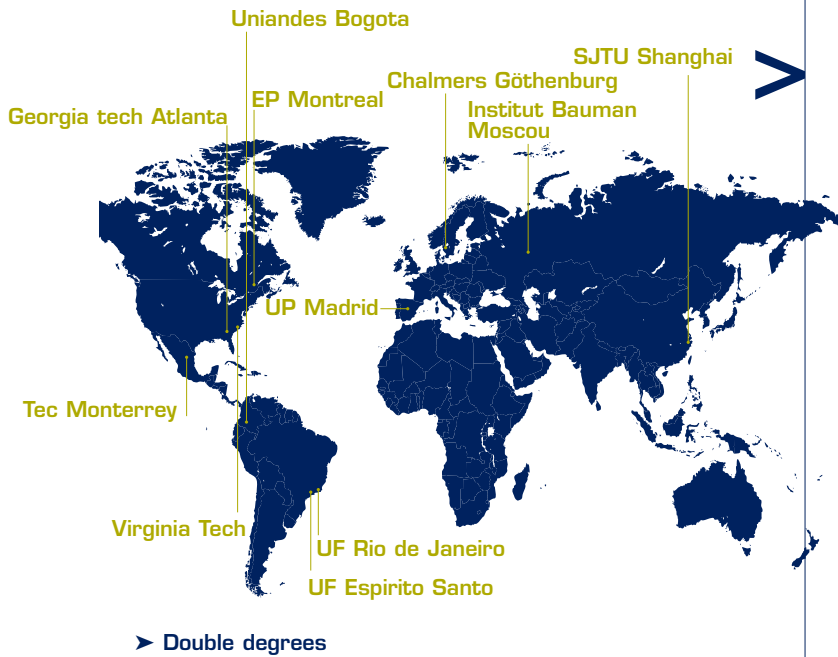 Uniandes Bogota
SJTU Shanghai
Chalmers Göthenburg
EP Montreal
Institut Bauman
Moscou
Georgia tech Atlanta
UP Madrid
Tec Monterrey
Virginia Tech
UF Rio de Janeiro
UF Espirito Santo
➤ Double degrees